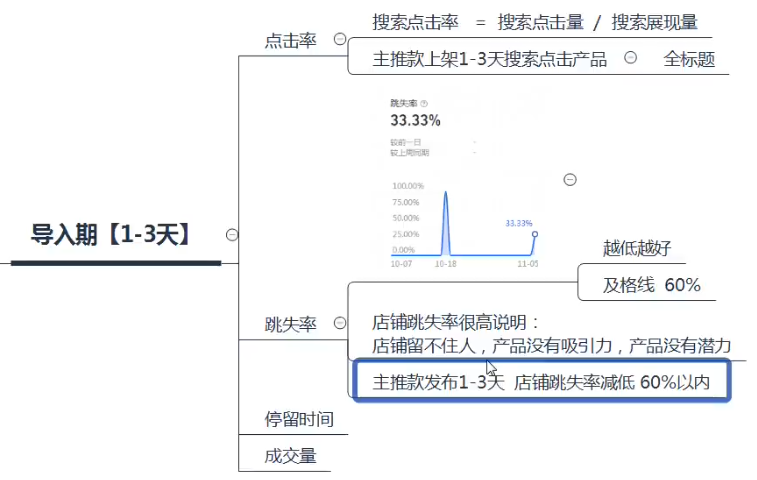 导入期【1-3天】
点击率
搜索点击率 = 搜索点击量 / 搜索展现量
主推款上架1-3天搜索点击产品
全标题
跳失率
33.33%
较前一日 -
较上周同期 -
100.00%
75.00%
50.00%
25.00%
0.00%
33.33%
10-07 10-18 11-05
越低越好
及格线 60%
跳失率
店铺跳失率很高说明：
店铺留不住人，产品没有吸引力，产品没有潜力
主推款发布1-3天 店铺跳失率减低 60%以内
停留时间
成交量